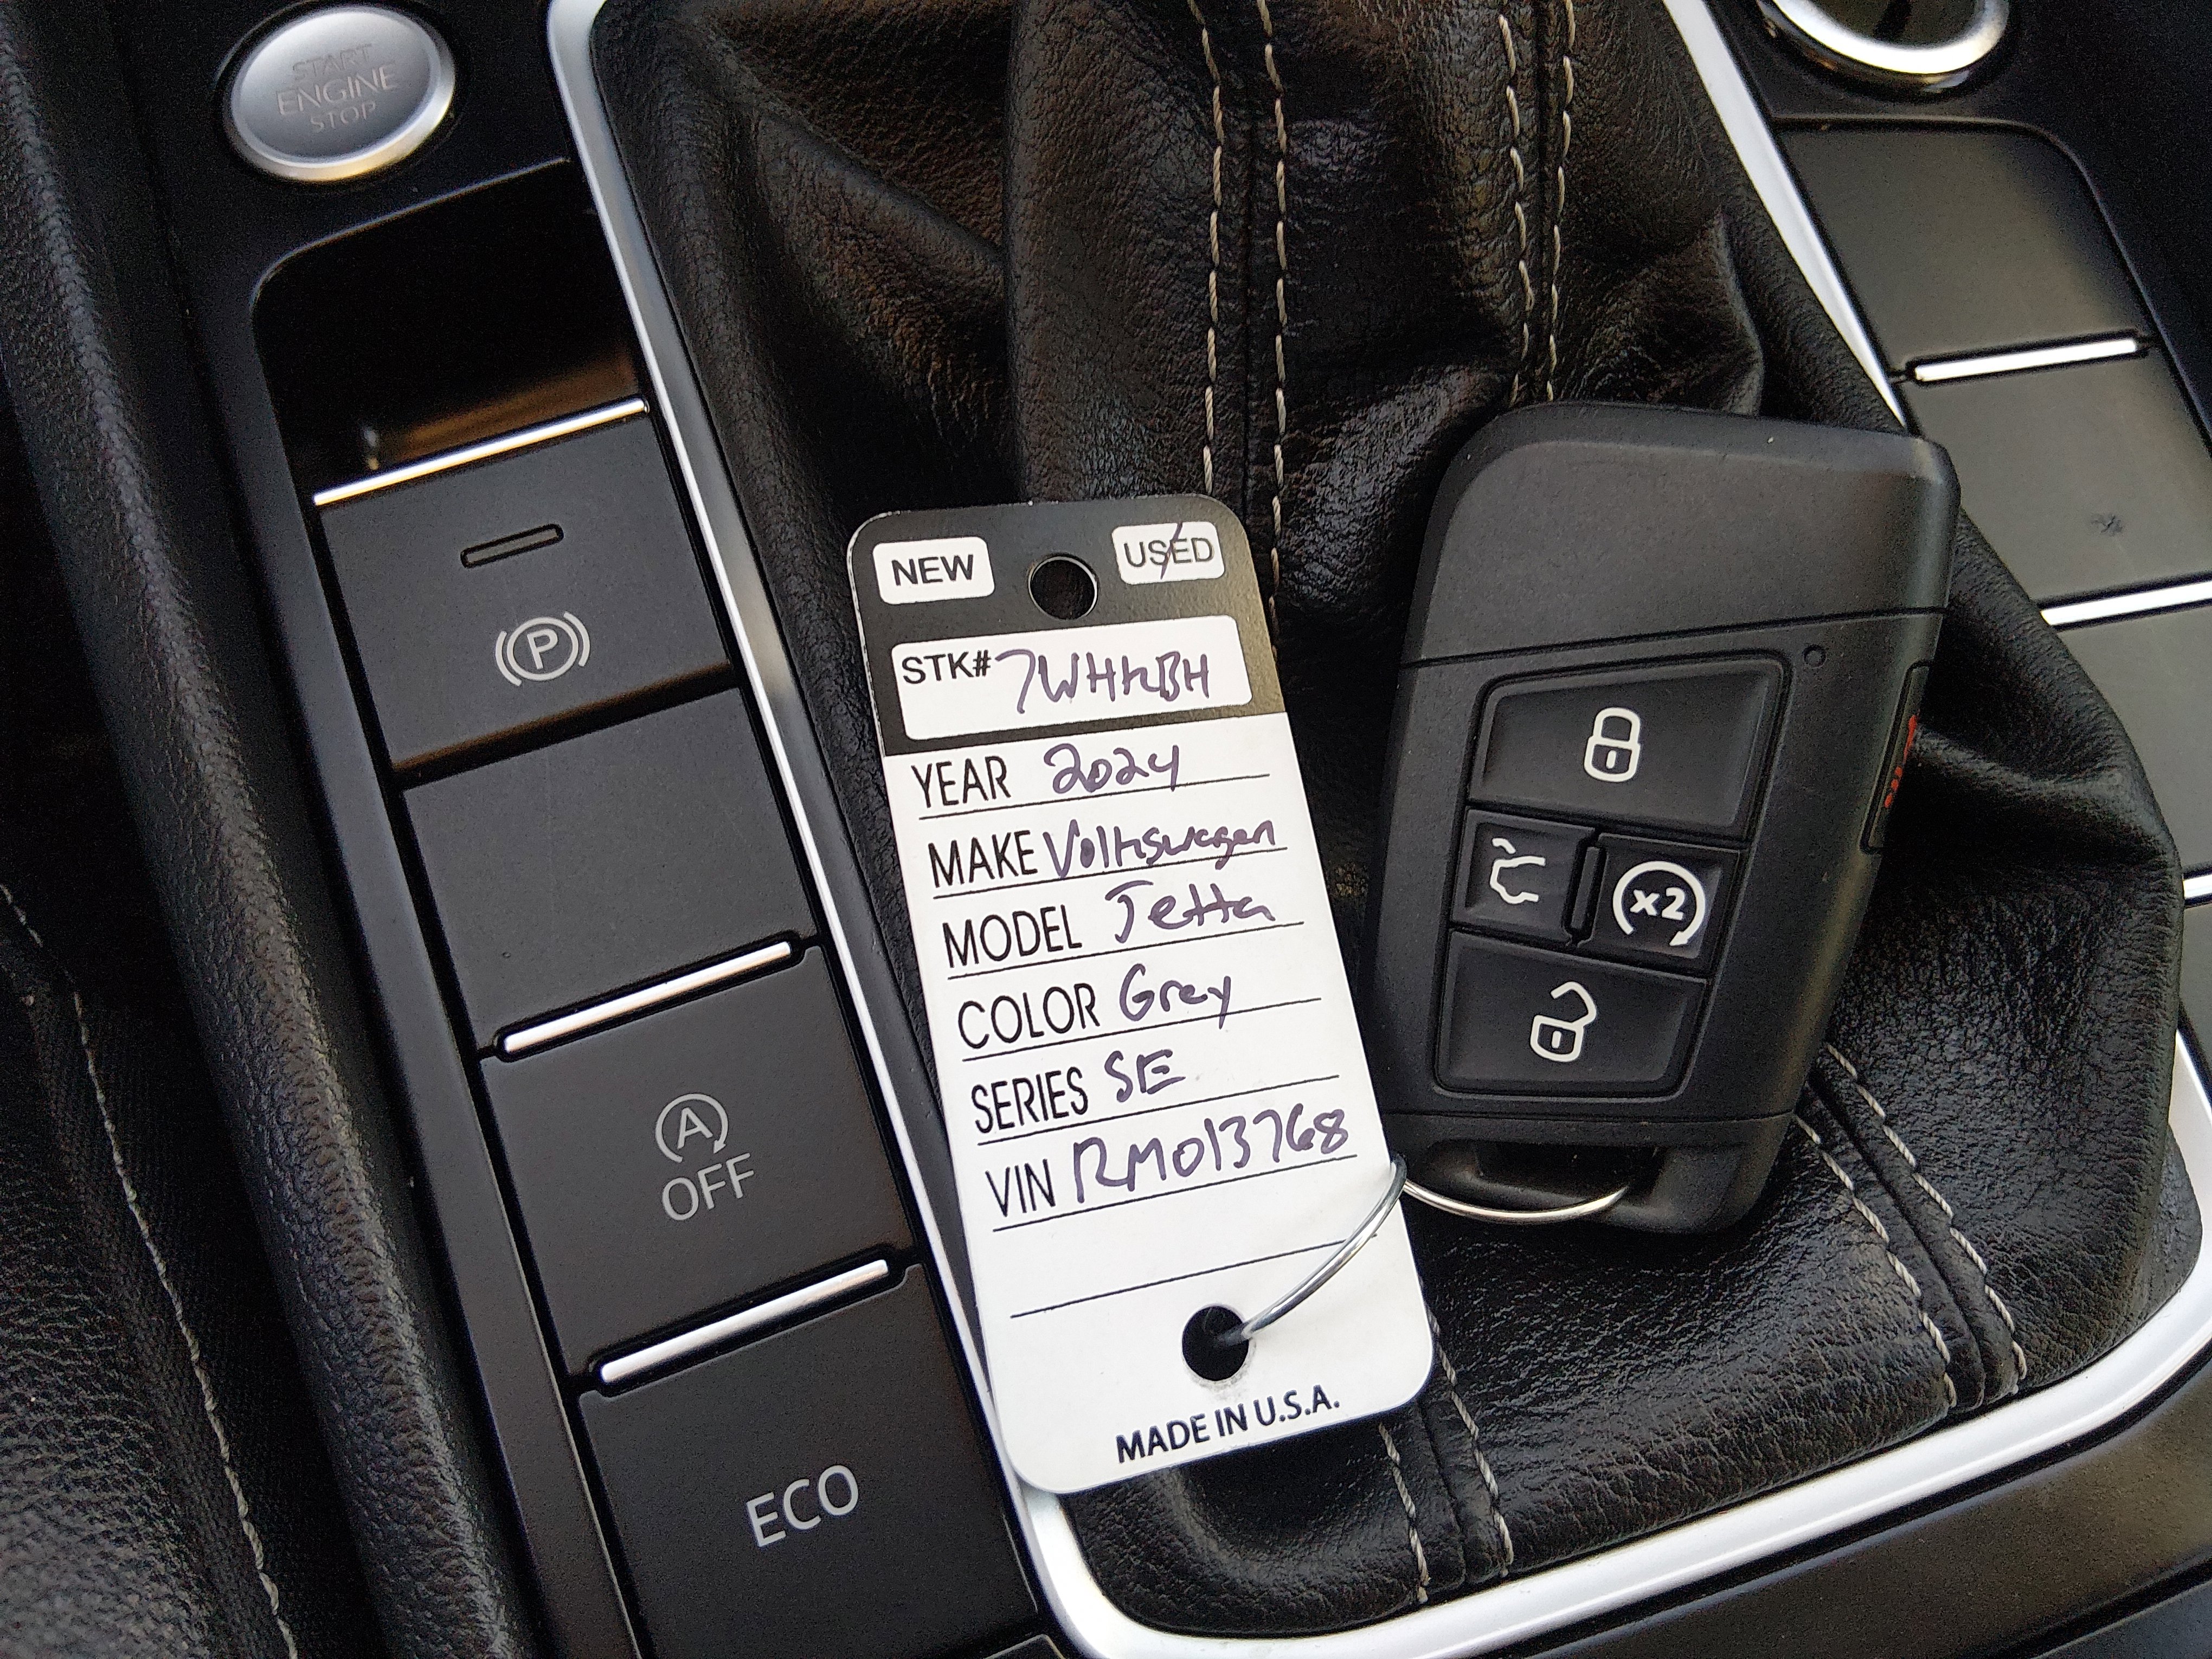 START
ENGINE
STOP
NEW USED
STK# 7WHKBH
YEAR 2024
MAKE Volkswagen
MODEL Jetta
COLOR Grey
SERIES SE
VIN RM013768
MADE IN U.S.A.
P
A
OFF
ECO
x2